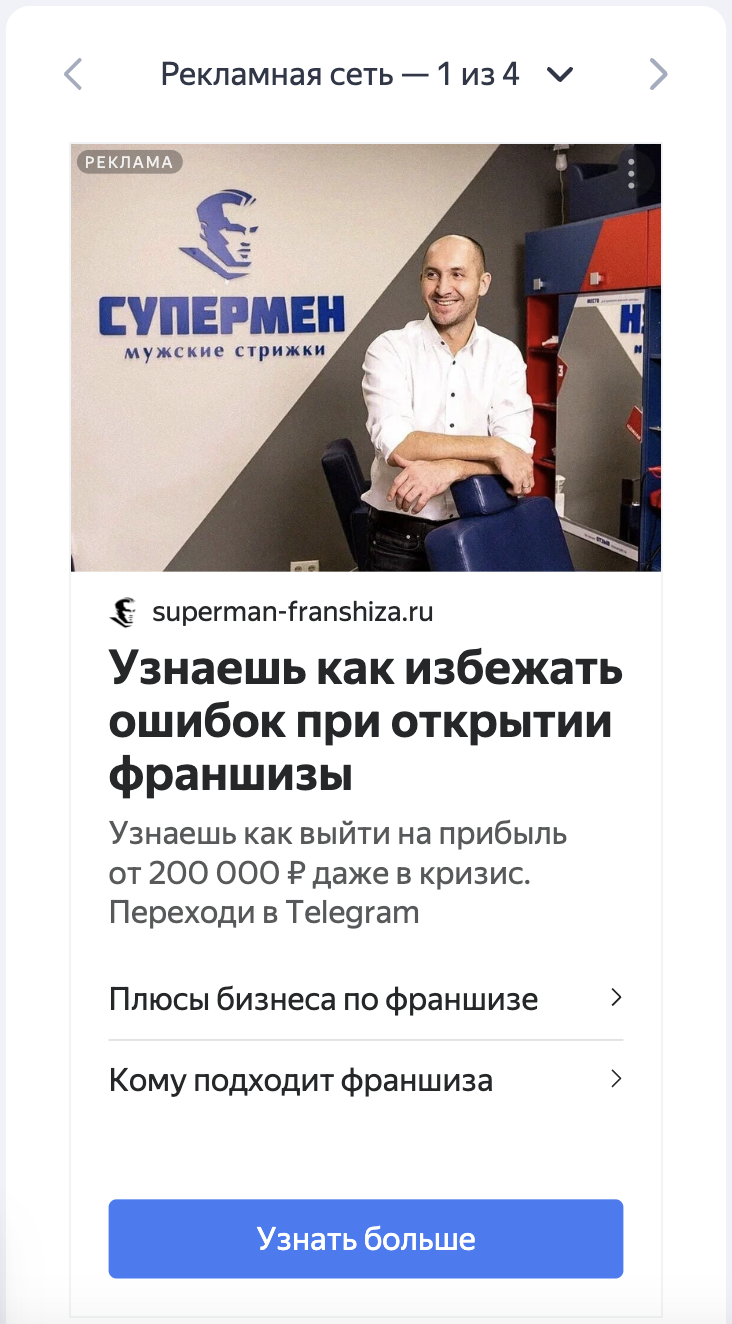 Рекламная сеть — 1 из 4
РЕКЛАМА
СУПЕРМЕН
мужские стрижки
МЕСТО
superman-franshiza.ru
Узнаешь как избежать
ошибок при открытии
франшизы
Узнаешь как выйти на прибыль
от 200 000 ₽ даже в кризис.
Переходи в Telegram
Плюсы бизнеса по франшизе
Кому подходит франшиза
Узнать больше